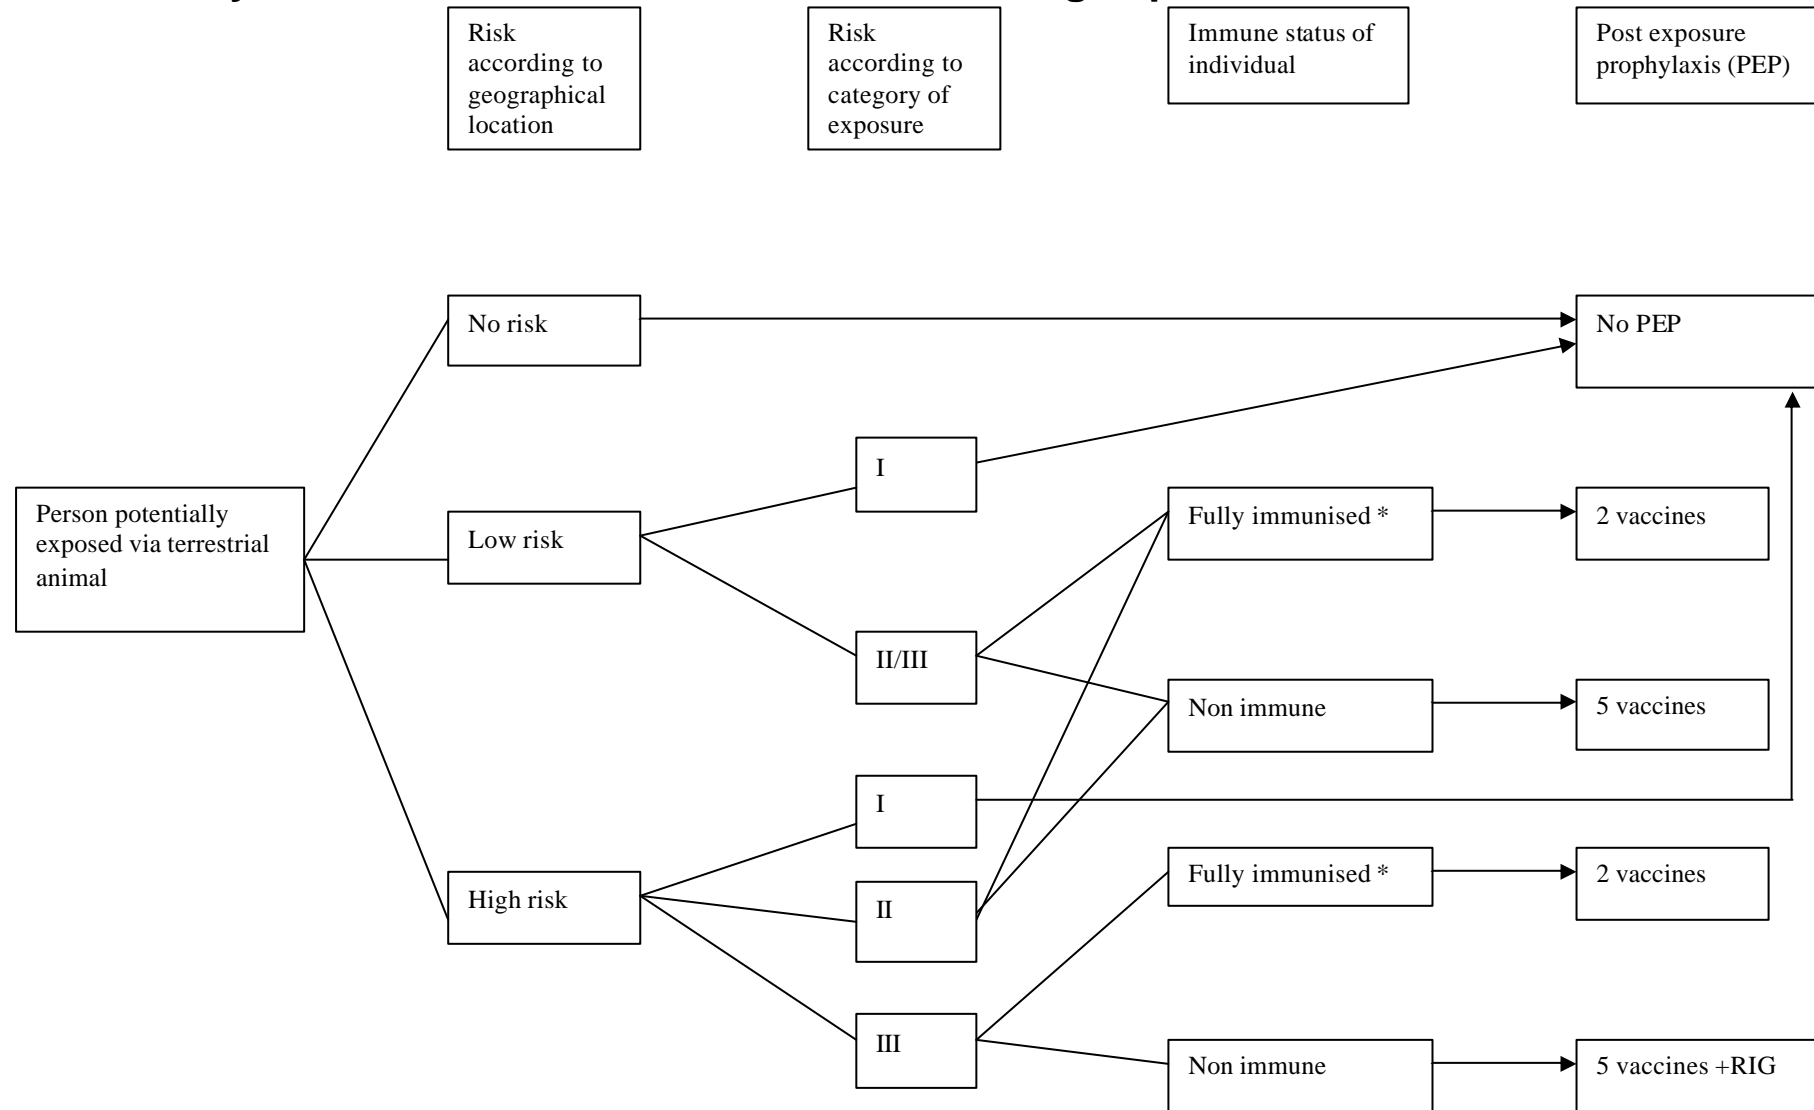 Risk
according to
geographical
location
Risk
according to
category of
exposure
Immune status of
individual
Post exposure
prophylaxis (PEP)
No risk
No PEP
I
Person potentially
exposed via terrestrial
animal
Low risk
Fully immunised *
2 vaccines
II/III
Non immune
5 vaccines
I
High risk
II
Fully immunised *
2 vaccines
III
Non immune
5 vaccines +RIG